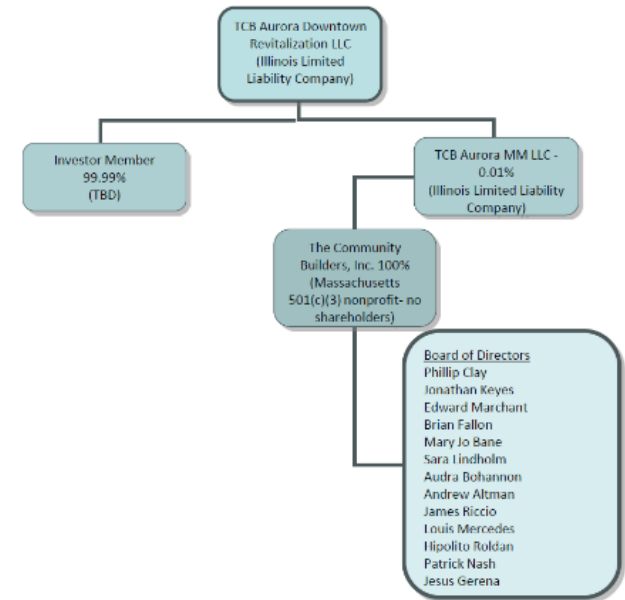 TCB Aurora Downtown
Revitalization LLC
(Illinois Limited
Liability Company)
Investor Member
99.99%
(TBD)
TCB Aurora MM LLC -
0.01%
(Illinois Limited Liability
Company)
The Community
Builders, Inc. 100%
(Massachusetts
501(c)(3) nonprofit- no
shareholders)
Board of Directors
Phillip Clay
Jonathan Keyes
Edward Marchant
Brian Fallon
Mary Jo Bane
Sara Lindholm
Audra Bohannon
Andrew Altman
James Riccio
Louis Mercedes
Hipolito Roldan
Patrick Nash
Jesus Gerena